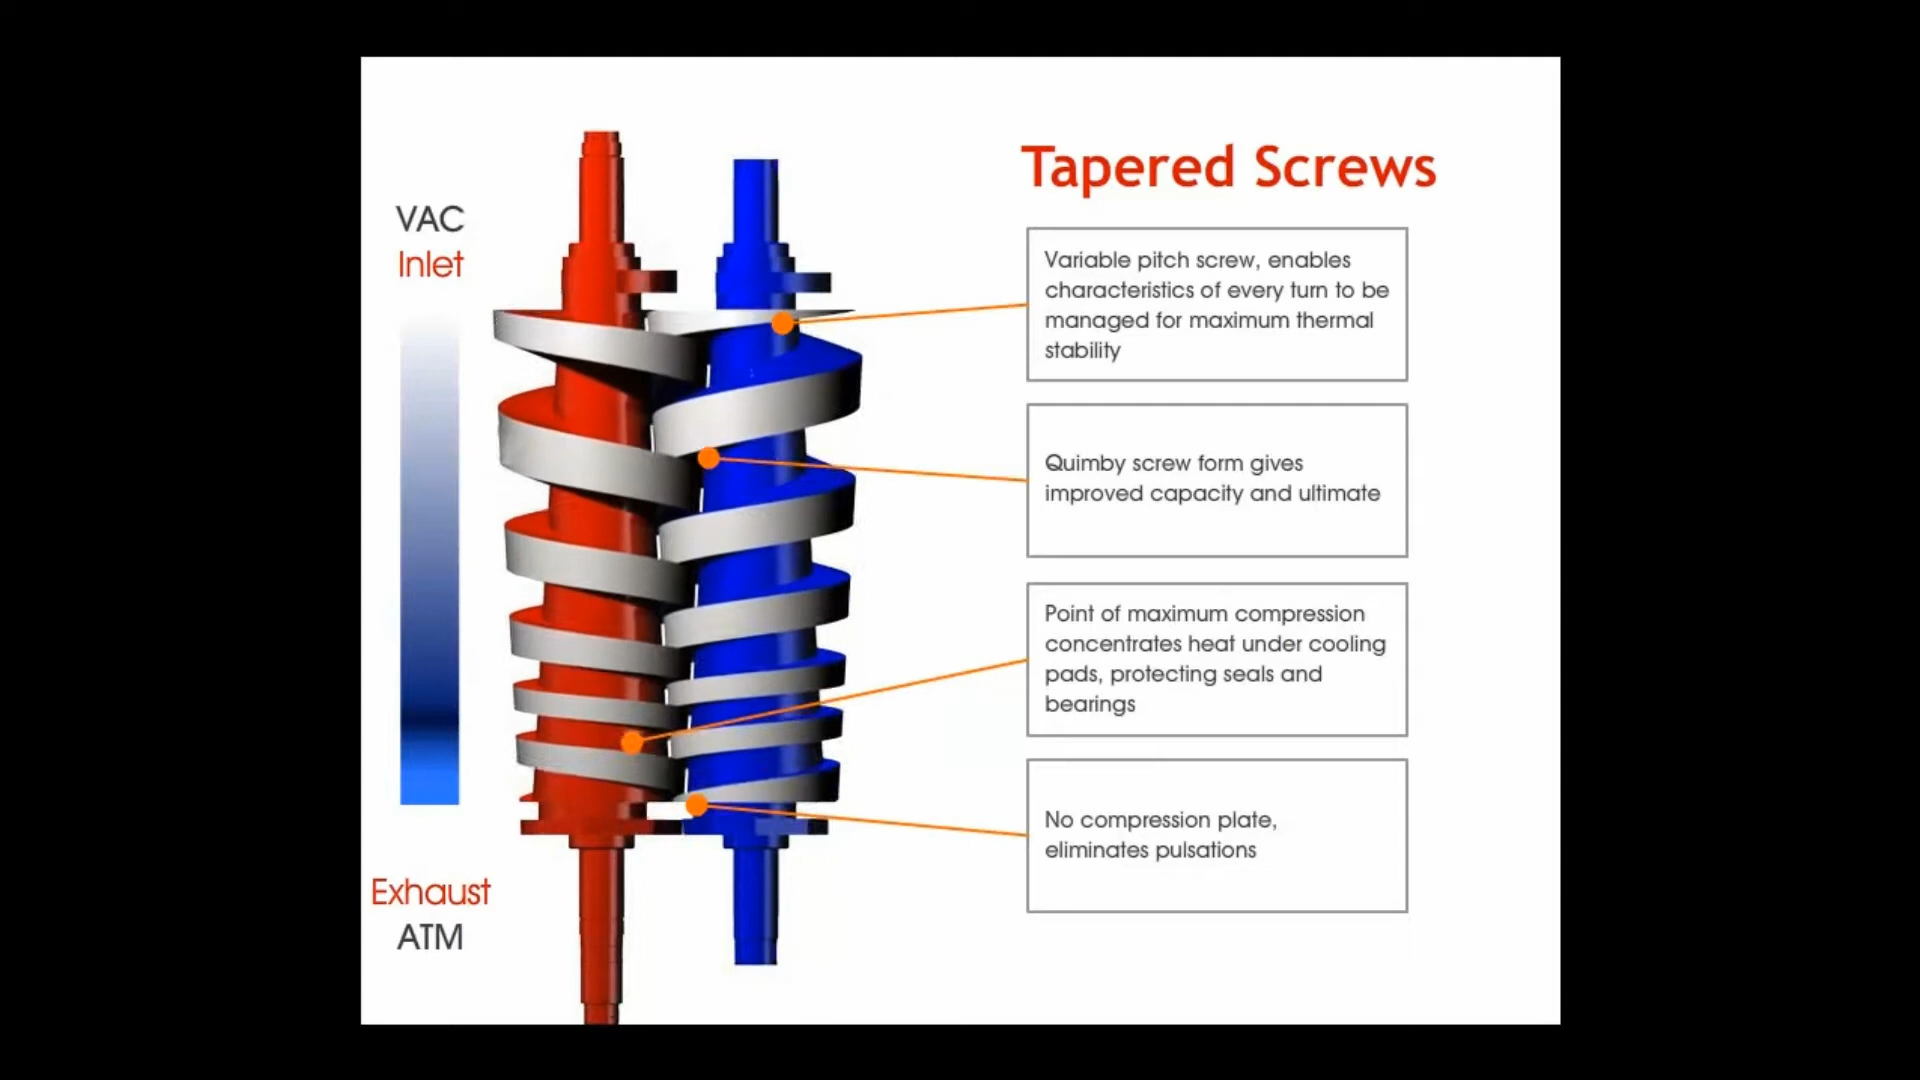 Tapered Screws
VAC
Inlet
Variable pitch screw, enables
characteristics of every turn to be
managed for maximum thermal
stability
Quimby screw form gives
improved capacity and ultimate
Point of maximum compression
concentrates heat under cooling
pads, protecting seals and
bearings
No compression plate,
eliminates pulsations
Exhaust
ATM